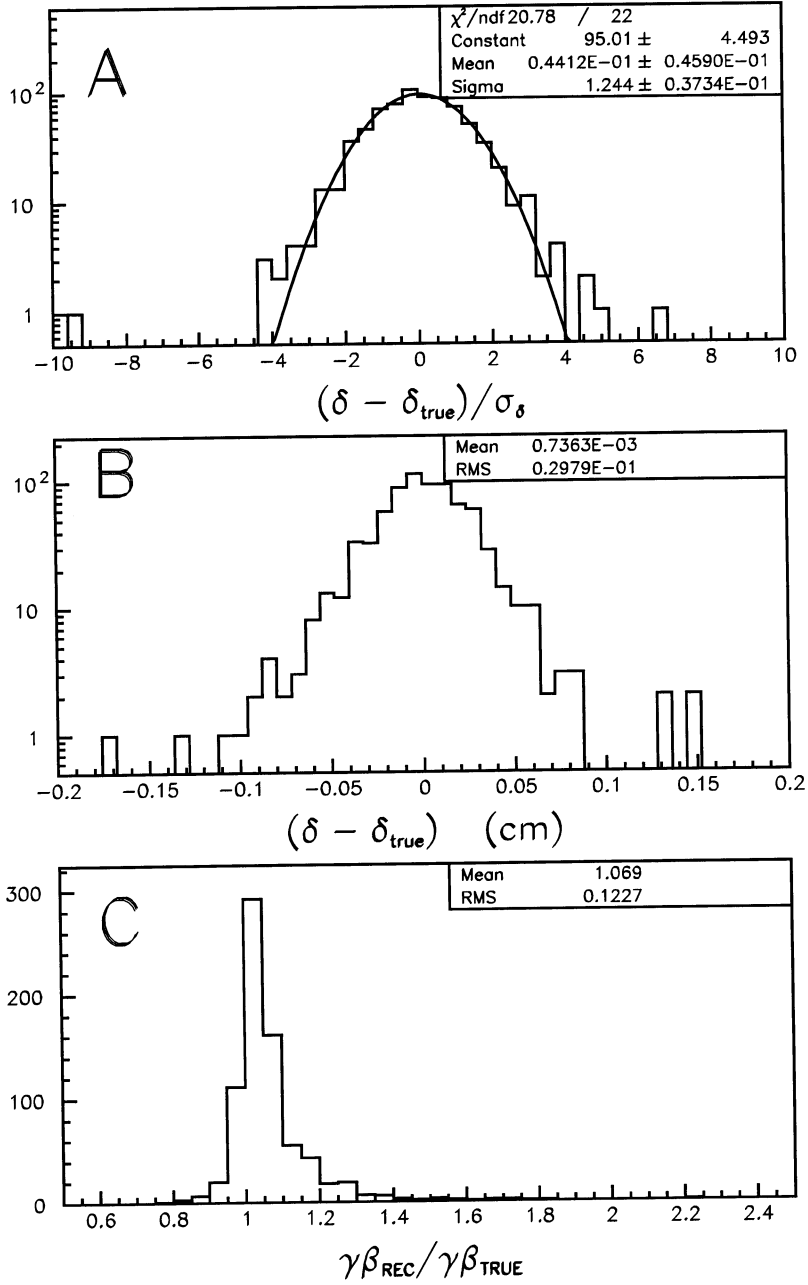 A
χ²/ndf 20.78 / 22
Constant 95.01 ± 4.493
Mean 0.4412E−01 ± 0.4590E−01
Sigma 1.244 ± 0.3734E−01
10²
10
1
−10 −8 −6 −4 −2 0 2 4 6 8 10
(δ − δtrue)/σδ
B
Mean 0.7363E−03
RMS 0.2979E−01
10²
10
1
−0.2 −0.15 −0.1 −0.05 0 0.05 0.1 0.15 0.2
(δ − δtrue) (cm)
C
Mean 1.069
RMS 0.1227
300
200
100
0
0.6 0.8 1 1.2 1.4 1.6 1.8 2 2.2 2.4
γβREC/γβTRUE